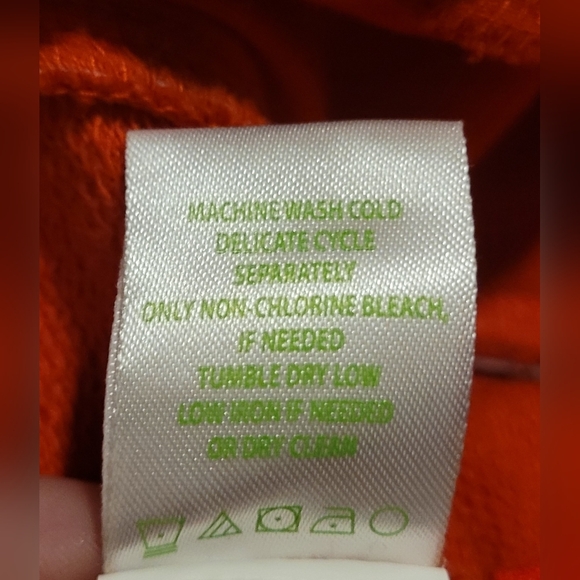 MACHINE WASH COLD
DELICATE CYCLE
SEPARATELY
ONLY NON-CHLORINE BLEACH,
IF NEEDED
TUMBLE DRY LOW
LOW IRON IF NEEDED
OR DRY CLEAN